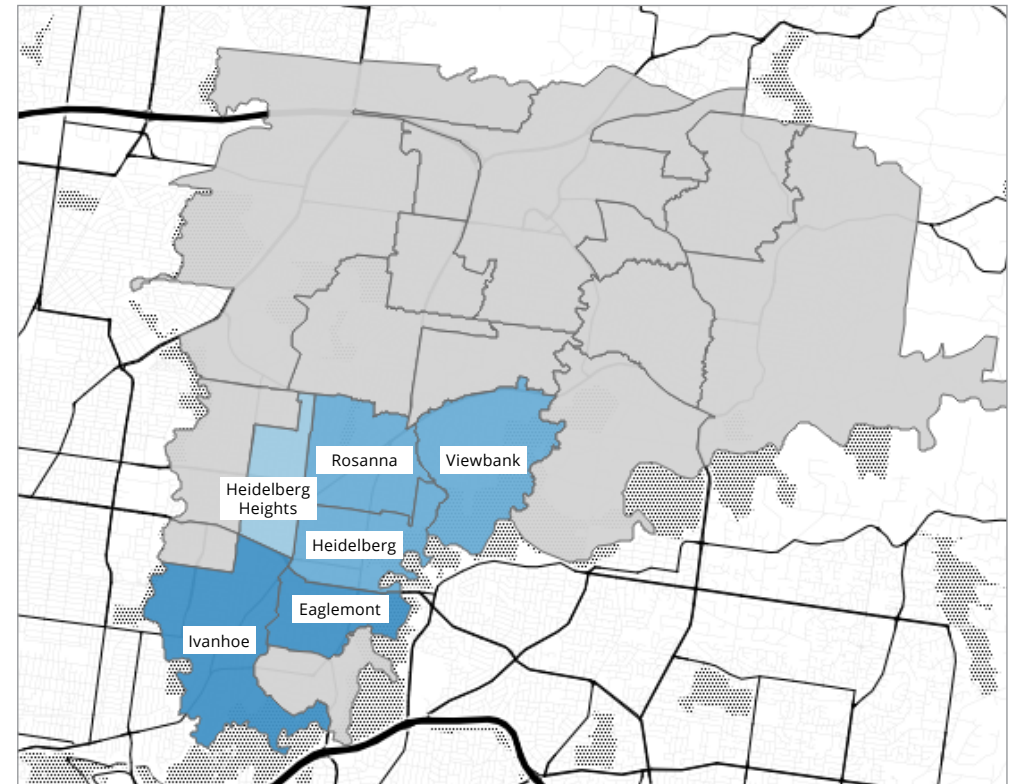 Rosanna
Viewbank
Heidelberg
Heights
Heidelberg
Eaglemont
Ivanhoe